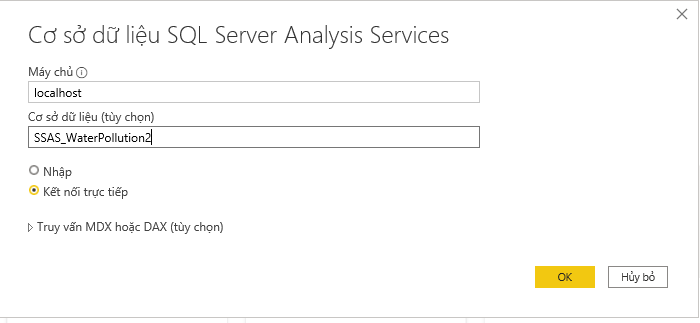 Cơ sở dữ liệu SQL Server Analysis Services
Máy chủ
localhost
Cơ sở dữ liệu (tùy chọn)
SSAS_WaterPollution2
Nhập
Kết nối trực tiếp
Truy vấn MDX hoặc DAX (tùy chọn)
OK Hủy bỏ